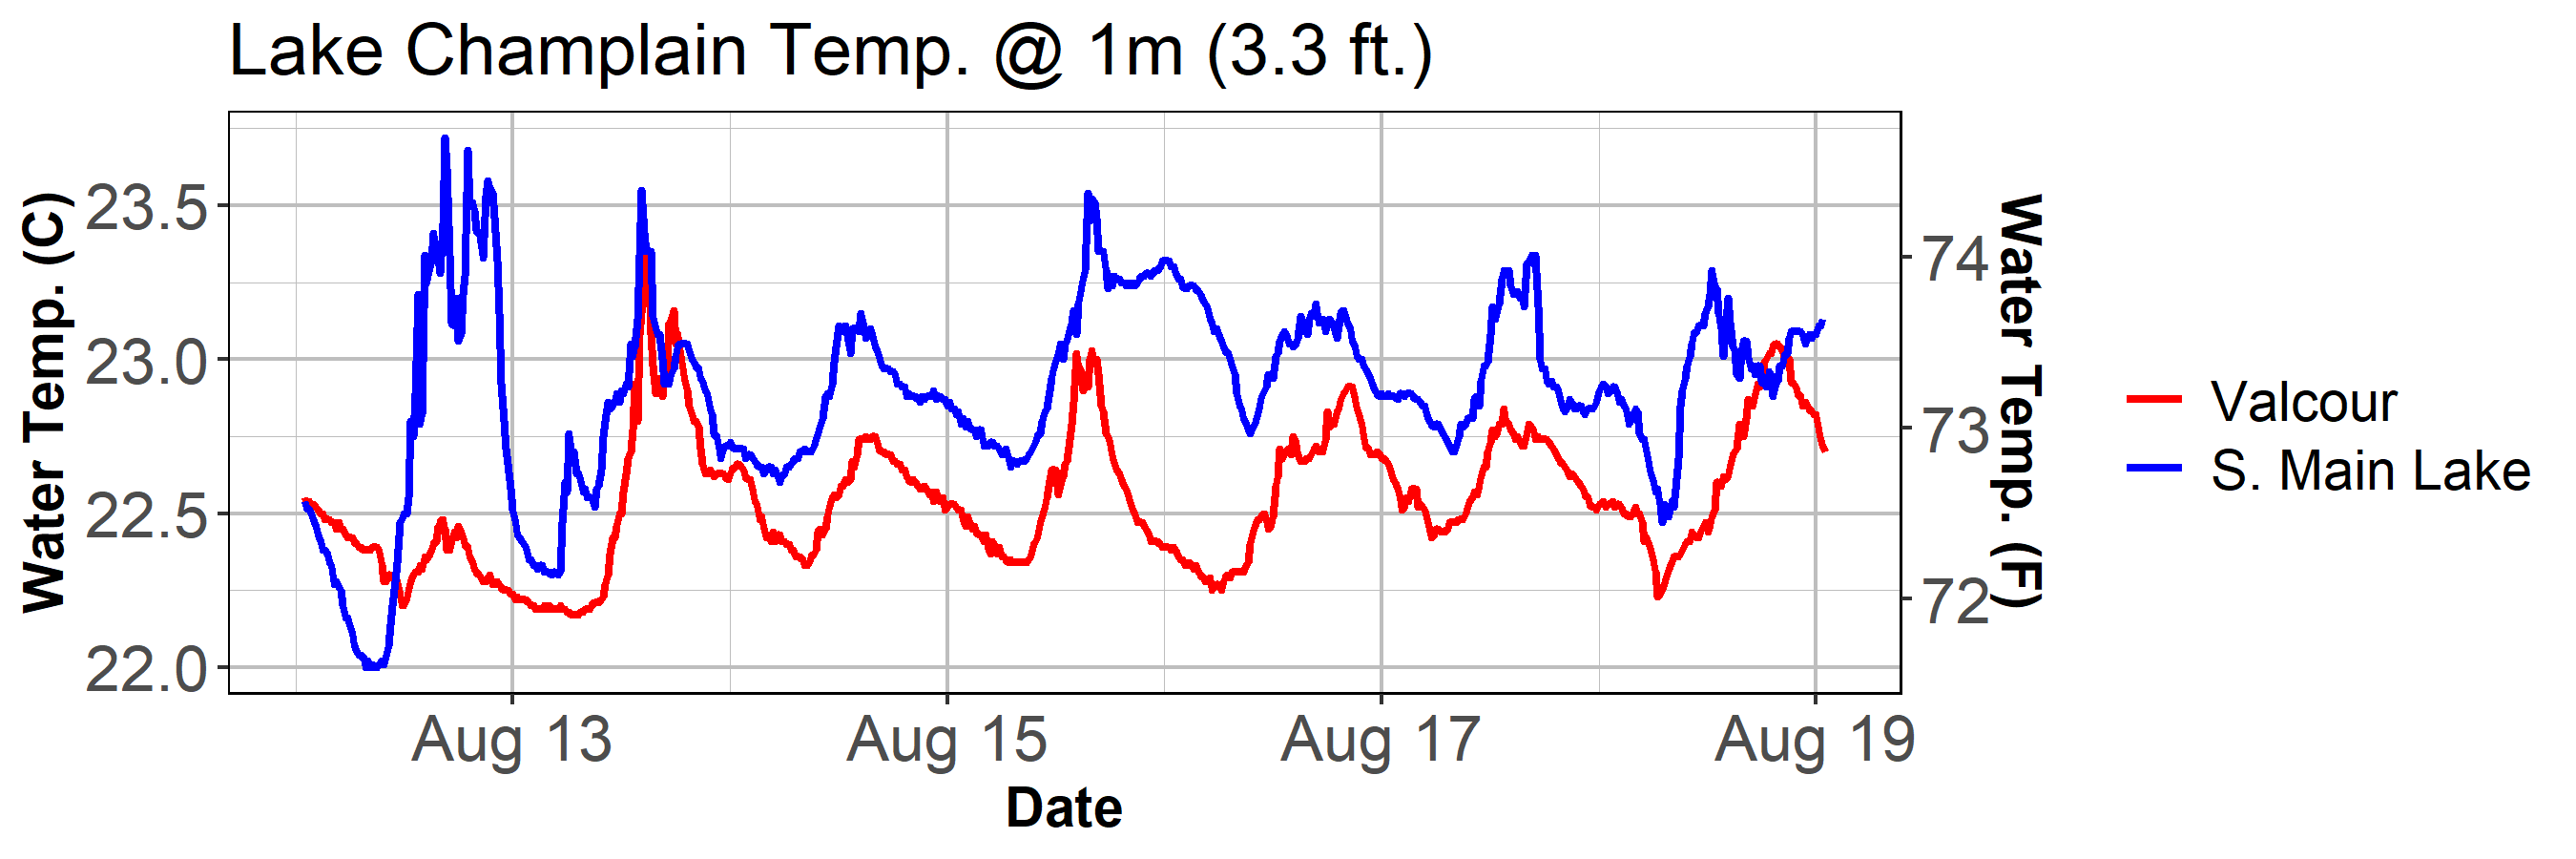 Lake Champlain Temp. @ 1m (3.3 ft.)
Water Temp. (C)
23.5
23.0
22.5
22.0
74
73
72
Water Temp. (F)
Aug 13
Aug 15
Aug 17
Aug 19
Date
Valcour
S. Main Lake